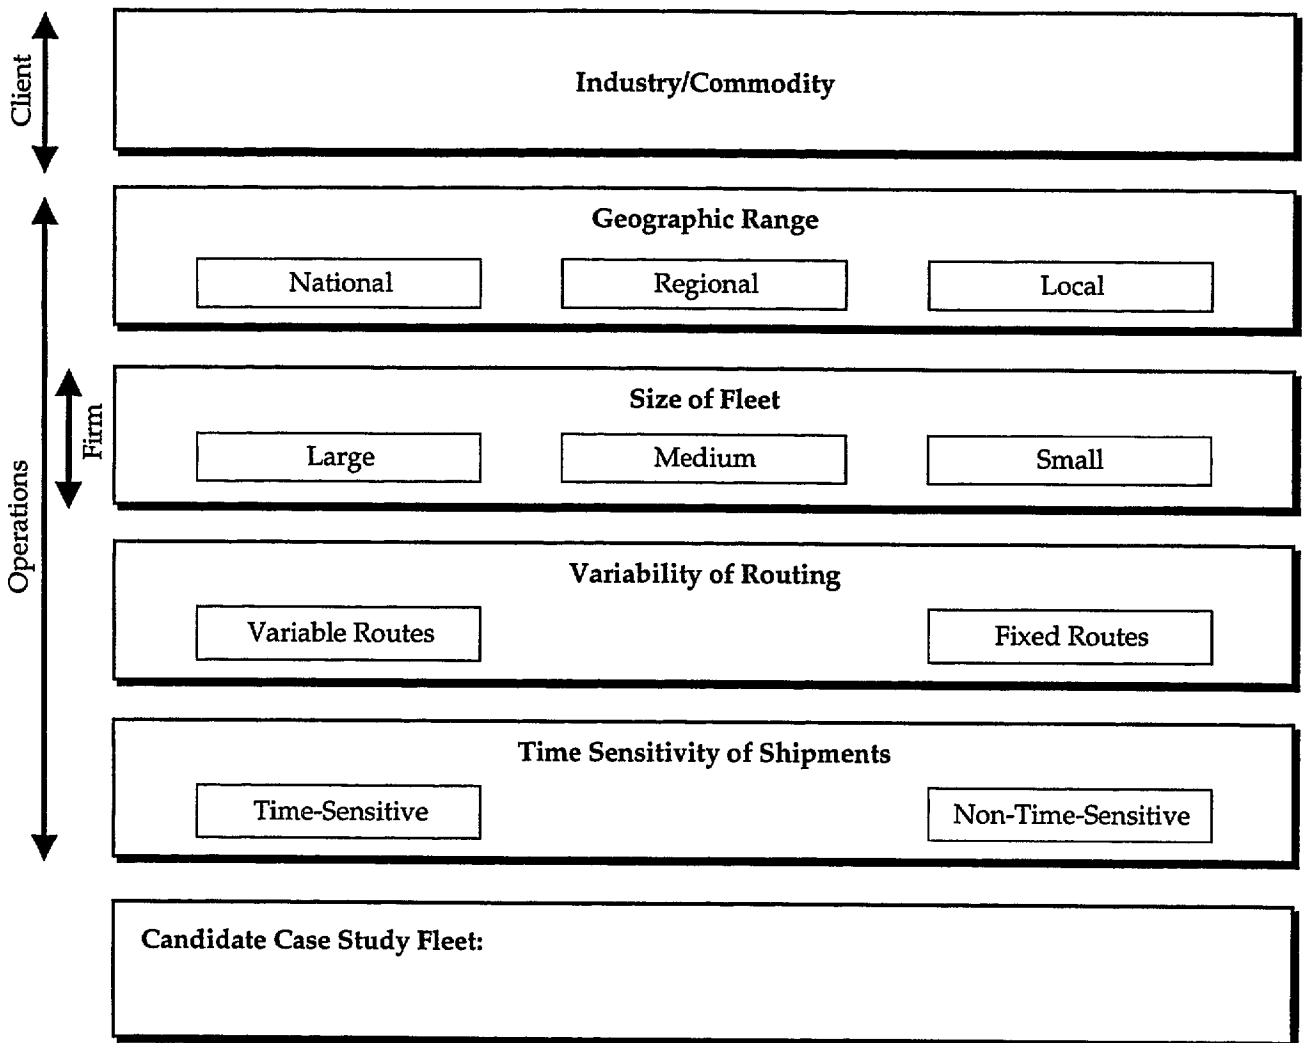 Client
Industry/Commodity
Operations
Geographic Range
National
Regional
Local
Firm
Size of Fleet
Large
Medium
Small
Variability of Routing
Variable Routes
Fixed Routes
Time Sensitivity of Shipments
Time-Sensitive
Non-Time-Sensitive
Candidate Case Study Fleet: